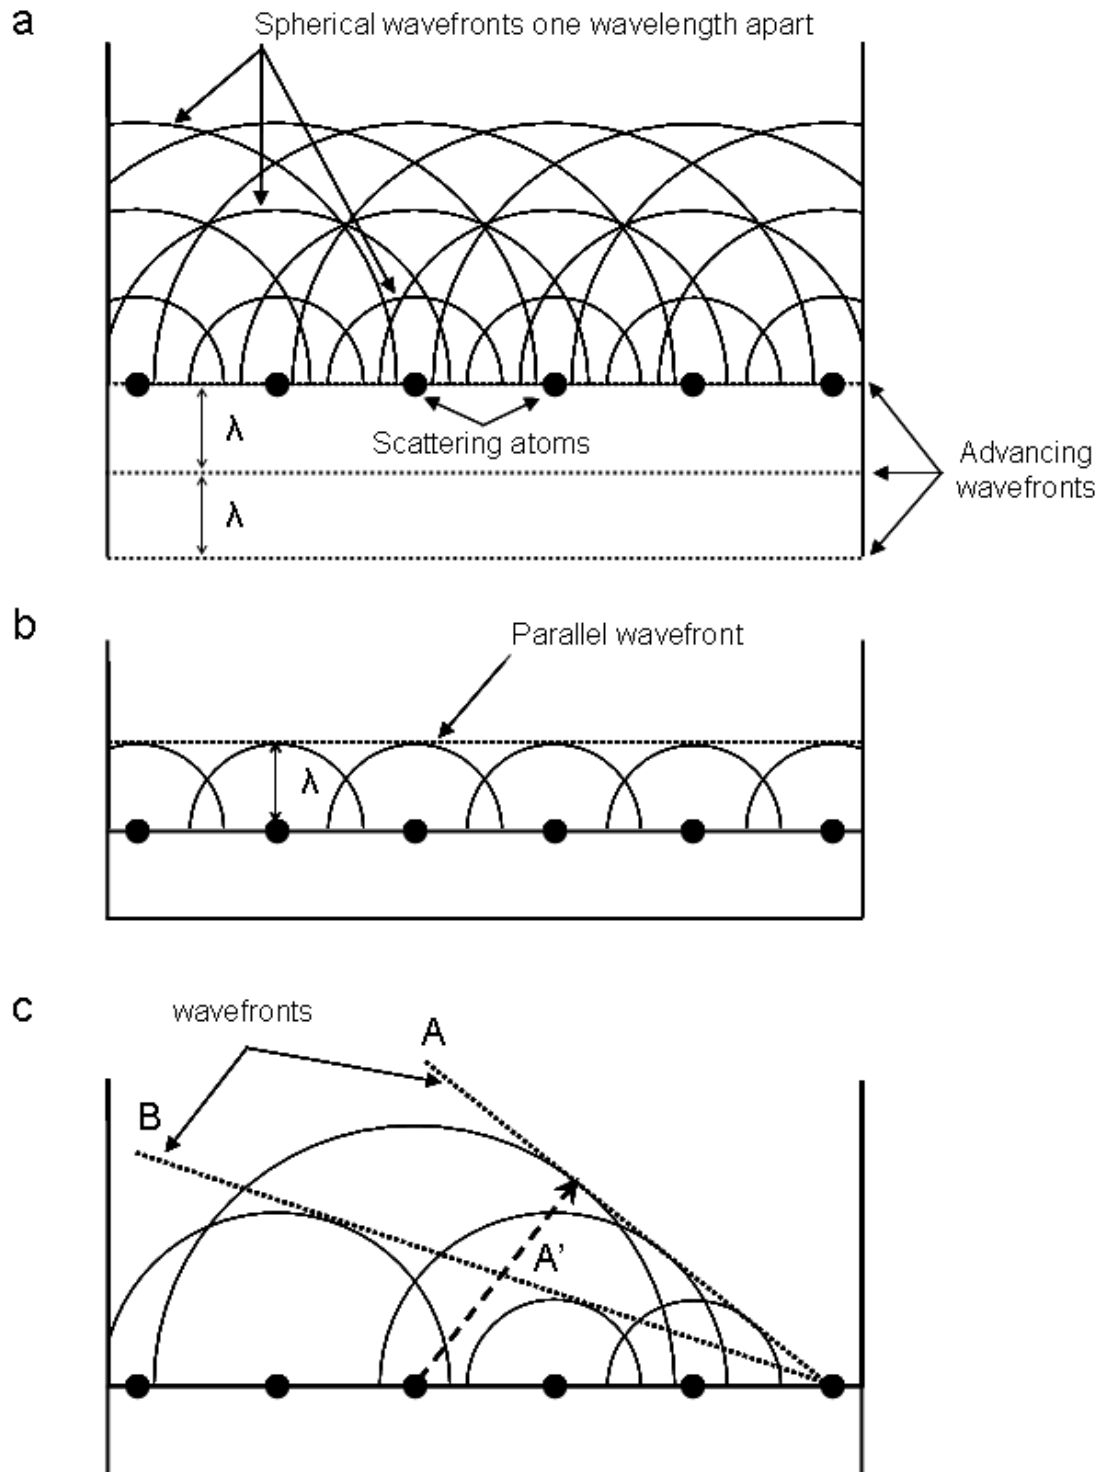 a
Spherical wavefronts one wavelength apart
λ
Scattering atoms
Advancing
wavefronts
λ
b
Parallel wavefront
λ
c
wavefronts
A
B
A’